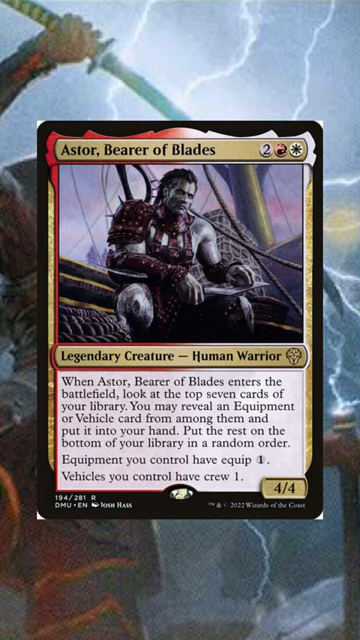 Astor, Bearer of Blades 2
Legendary Creature — Human Warrior
When Astor, Bearer of Blades enters the
battlefield, look at the top seven cards of
your library. You may reveal an Equipment
or Vehicle card from among them and
put it into your hand. Put the rest on the
bottom of your library in a random order.
Equipment you control have equip 1.
Vehicles you control have crew 1.
4/4
194/281 R
DMU • EN Josh Hass
™ & © 2022 Wizards of the Coast